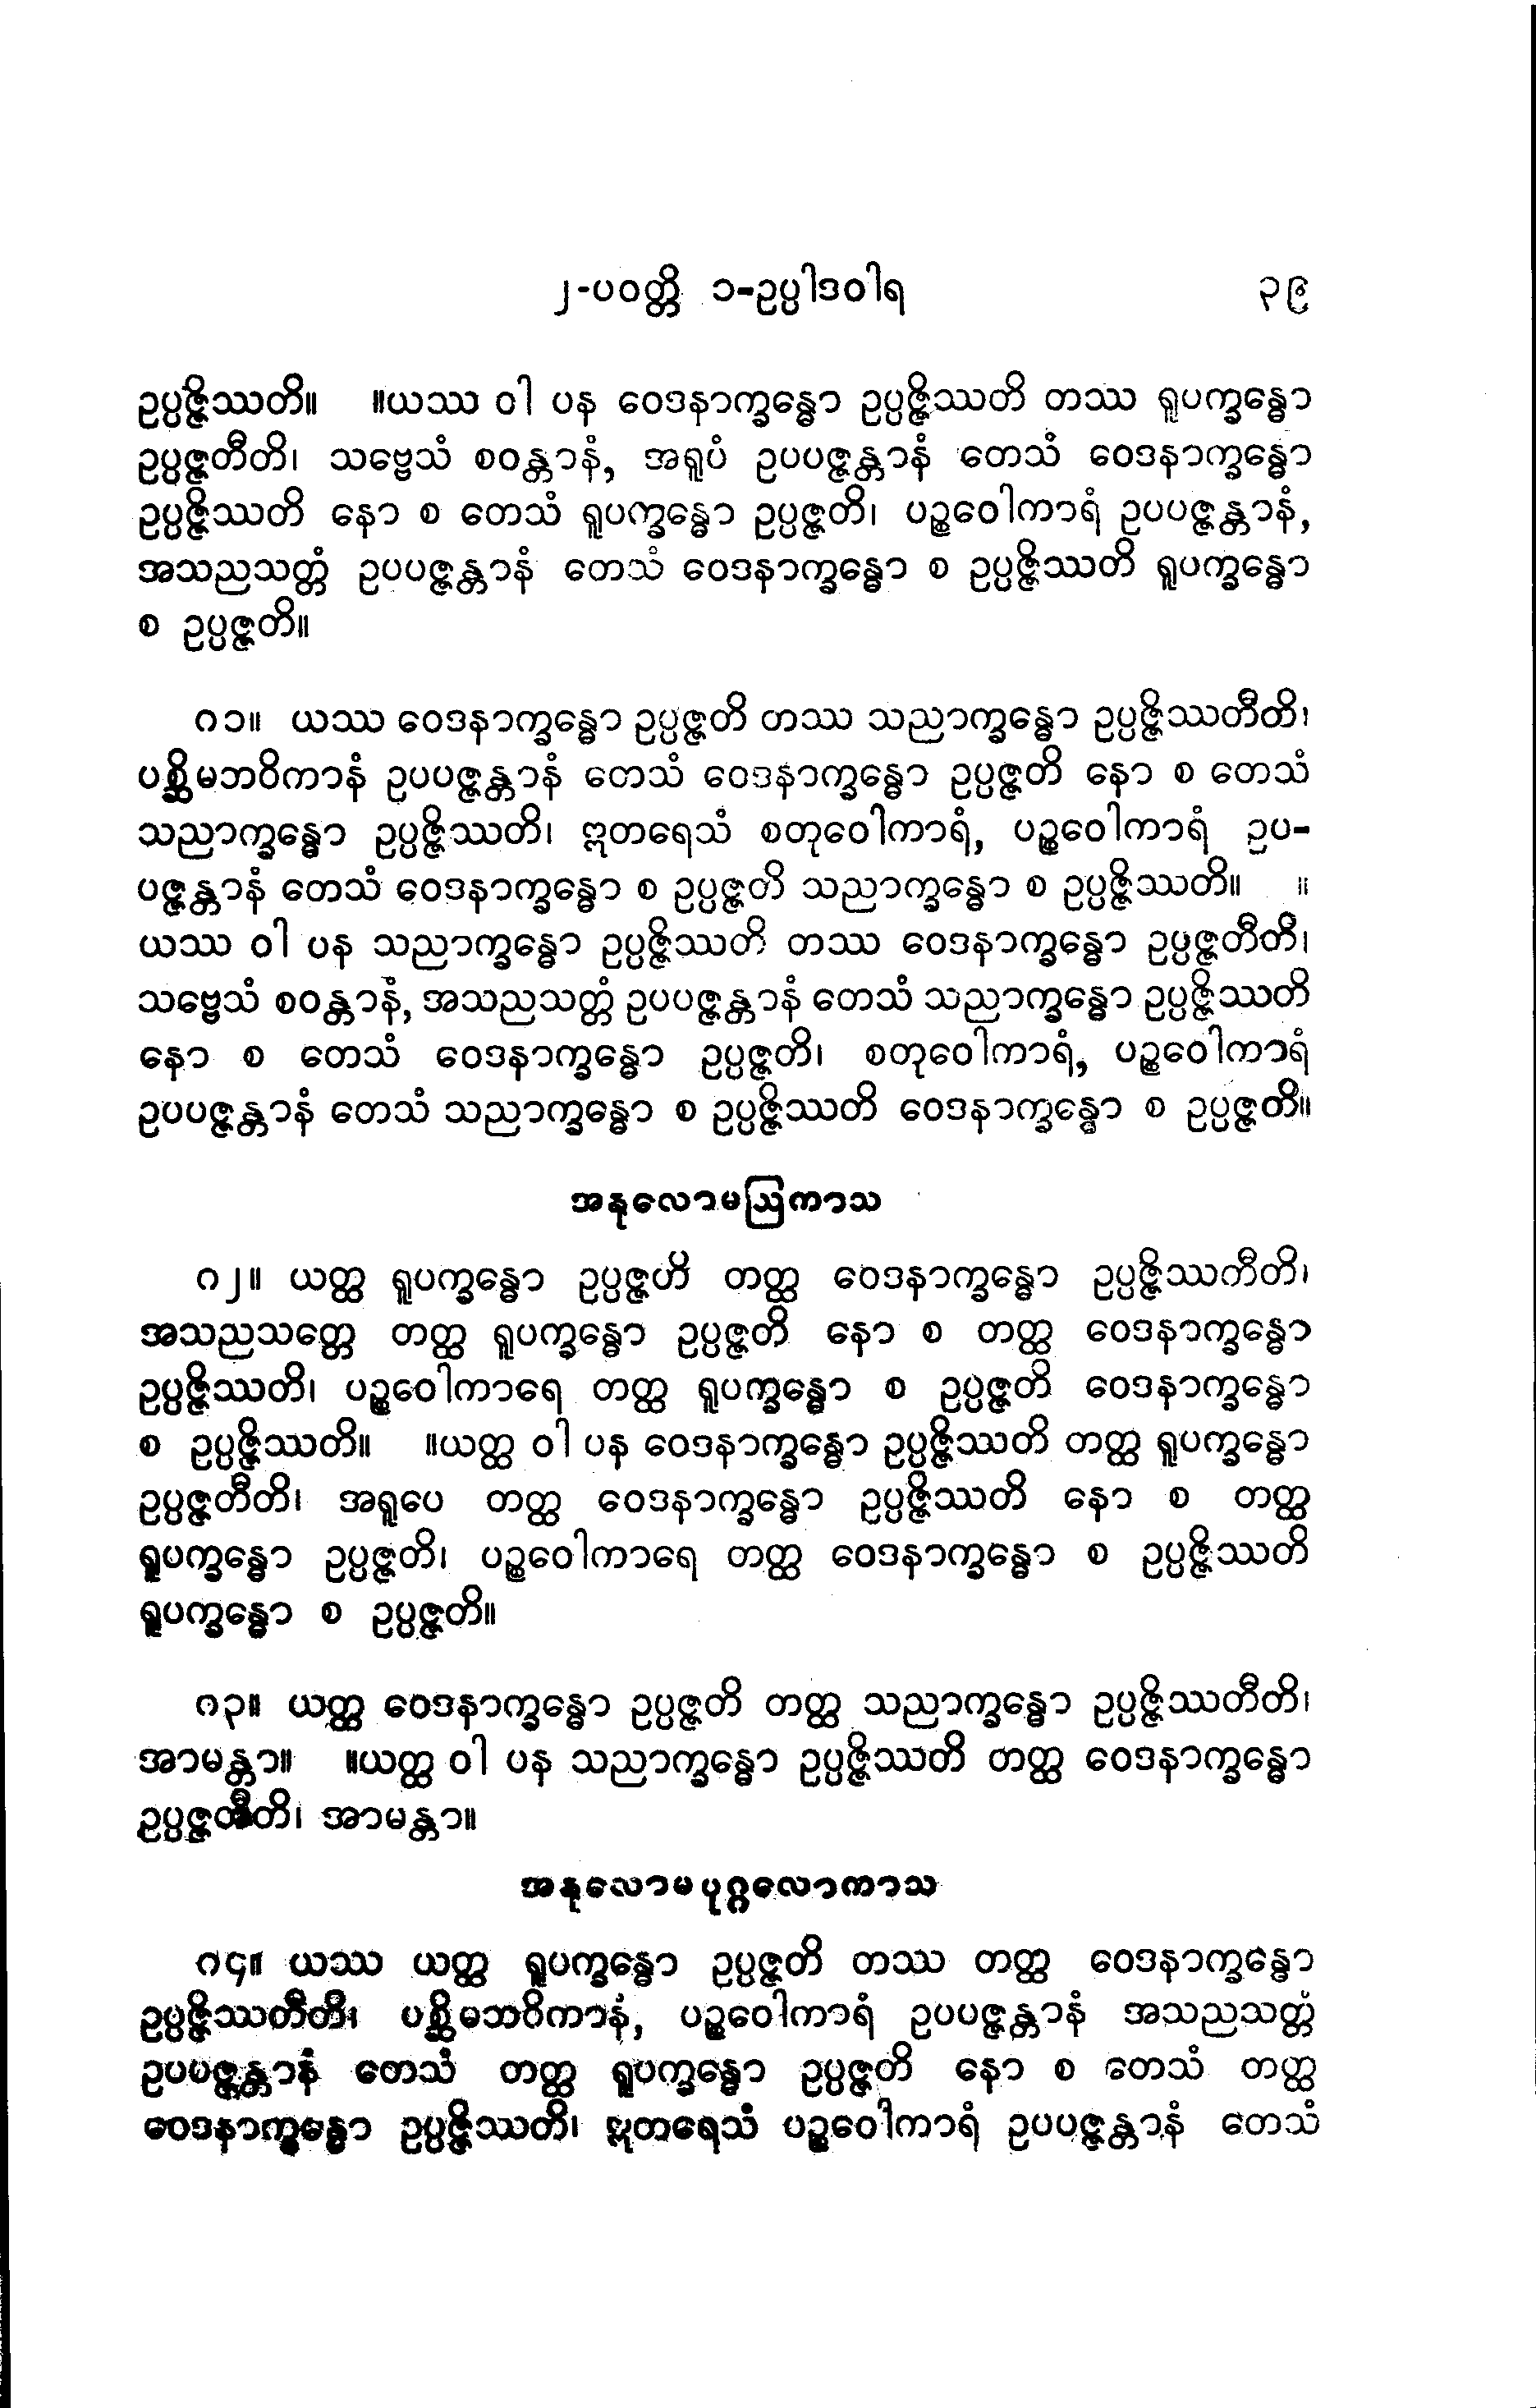 ၂-ပဝတ္တိ ၁-ဥပ္ပါဒဝါရ ၃၉
ဥပ္ပဇ္ဇိဿတိ။ ။ယဿ ဝါ ပန ဝေဒနာက္ခန္ဓော ဥပ္ပဇ္ဇိဿတိ တဿ ရူပက္ခန္ဓော
ဥပ္ပဇ္ဇတီတိ၊ သဗ္ဗေသံ စဝန္တာနံ, အရူပံ ဥပပဇ္ဇန္တာနံ တေသံ ဝေဒနာက္ခန္ဓော
ဥပ္ပဇ္ဇိဿတိ နော စ တေသံ ရူပက္ခန္ဓော ဥပ္ပဇ္ဇတိ၊ ပဉ္စဝေါကာရံ ဥပပဇ္ဇန္တာနံ,
အသညသတ္တံ ဥပပဇ္ဇန္တာနံ တေသံ ဝေဒနာက္ခန္ဓော စ ဥပ္ပဇ္ဇိဿတိ ရူပက္ခန္ဓော
စ ဥပ္ပဇ္ဇတိ။
ဂ၁။ ယဿ ဝေဒနာက္ခန္ဓော ဥပ္ပဇ္ဇတိ တဿ သညာက္ခန္ဓော ဥပ္ပဇ္ဇိဿတီတိ၊
ပစ္ဆိမဘဝိကာနံ ဥပပဇ္ဇန္တာနံ တေသံ ဝေဒနာက္ခန္ဓော ဥပ္ပဇ္ဇတိ နော စ တေသံ
သညာက္ခန္ဓော ဥပ္ပဇ္ဇိဿတိ၊ ဣတရေသံ စတုဝေါကာရံ, ပဉ္စဝေါကာရံ ဥပ-
ပဇ္ဇန္တာနံ တေသံ ဝေဒနာက္ခန္ဓော စ ဥပ္ပဇ္ဇတိ သညာက္ခန္ဓော စ ဥပ္ပဇ္ဇိဿတိ။ ။
ယဿ ဝါ ပန သညာက္ခန္ဓော ဥပ္ပဇ္ဇိဿတိ တဿ ဝေဒနာက္ခန္ဓော ဥပ္ပဇ္ဇတီတိ၊
သဗ္ဗေသံ စဝန္တာနံ, အသညသတ္တံ ဥပပဇ္ဇန္တာနံ တေသံ သညာက္ခန္ဓော ဥပ္ပဇ္ဇိဿတိ
နော စ တေသံ ဝေဒနာက္ခန္ဓော ဥပ္ပဇ္ဇတိ၊ စတုဝေါကာရံ, ပဉ္စဝေါကာရံ
ဥပပဇ္ဇန္တာနံ တေသံ သညာက္ခန္ဓော စ ဥပ္ပဇ္ဇိဿတိ ဝေဒနာက္ခန္ဓော စ ဥပ္ပဇ္ဇတိ။
အနုလောမဩကာသ
ဂ၂။ ယတ္ထ ရူပက္ခန္ဓော ဥပ္ပဇ္ဇဟိ တတ္ထ ဝေဒနာက္ခန္ဓော ဥပ္ပဇ္ဇိဿတီတိ၊
အသညသတ္တေ တတ္ထ ရူပက္ခန္ဓော ဥပ္ပဇ္ဇတိ နော စ တတ္ထ ဝေဒနာက္ခန္ဓော
ဥပ္ပဇ္ဇိဿတိ၊ ပဉ္စဝေါကာရေ တတ္ထ ရူပက္ခန္ဓော စ ဥပ္ပဇ္ဇတိ ဝေဒနာက္ခန္ဓော
စ ဥပ္ပဇ္ဇိဿတိ။ ။ယတ္ထ ဝါ ပန ဝေဒနာက္ခန္ဓော ဥပ္ပဇ္ဇိဿတိ တတ္ထ ရူပက္ခန္ဓော
ဥပ္ပဇ္ဇတီတိ၊ အရူပေ တတ္ထ ဝေဒနာက္ခန္ဓော ဥပ္ပဇ္ဇိဿတိ နော စ တတ္ထ
ရူပက္ခန္ဓော ဥပ္ပဇ္ဇတိ၊ ပဉ္စဝေါကာရေ တတ္ထ ဝေဒနာက္ခန္ဓော စ ဥပ္ပဇ္ဇိဿတိ
ရူပက္ခန္ဓော စ ဥပ္ပဇ္ဇတိ။
ဂ၃။ ယတ္ထ ဝေဒနာက္ခန္ဓော ဥပ္ပဇ္ဇတိ တတ္ထ သညာက္ခန္ဓော ဥပ္ပဇ္ဇိဿတီတိ၊
အာမန္တာ။ ။ယတ္ထ ဝါ ပန သညာက္ခန္ဓော ဥပ္ပဇ္ဇိဿတိ တတ္ထ ဝေဒနာက္ခန္ဓော
ဥပ္ပဇ္ဇတီတိ၊ အာမန္တာ။
အနုလောမပုဂ္ဂလောကာသ
ဂ၄။ ယဿ ယတ္ထ ရူပက္ခန္ဓော ဥပ္ပဇ္ဇတိ တဿ တတ္ထ ဝေဒနာက္ခန္ဓော
ဥပ္ပဇ္ဇိဿတီတိ၊ ပစ္ဆိမဘဝိကာနံ, ပဉ္စဝေါကာရံ ဥပပဇ္ဇန္တာနံ အသညသတ္တံ
ဥပပဇ္ဇန္တာနံ တေသံ တတ္ထ ရူပက္ခန္ဓော ဥပ္ပဇ္ဇတိ နော စ တေသံ တတ္ထ
ဝေဒနာက္ခန္ဓော ဥပ္ပဇ္ဇိဿတိ၊ ဣတရေသံ ပဉ္စဝေါကာရံ ဥပပဇ္ဇန္တာနံ တေသံ